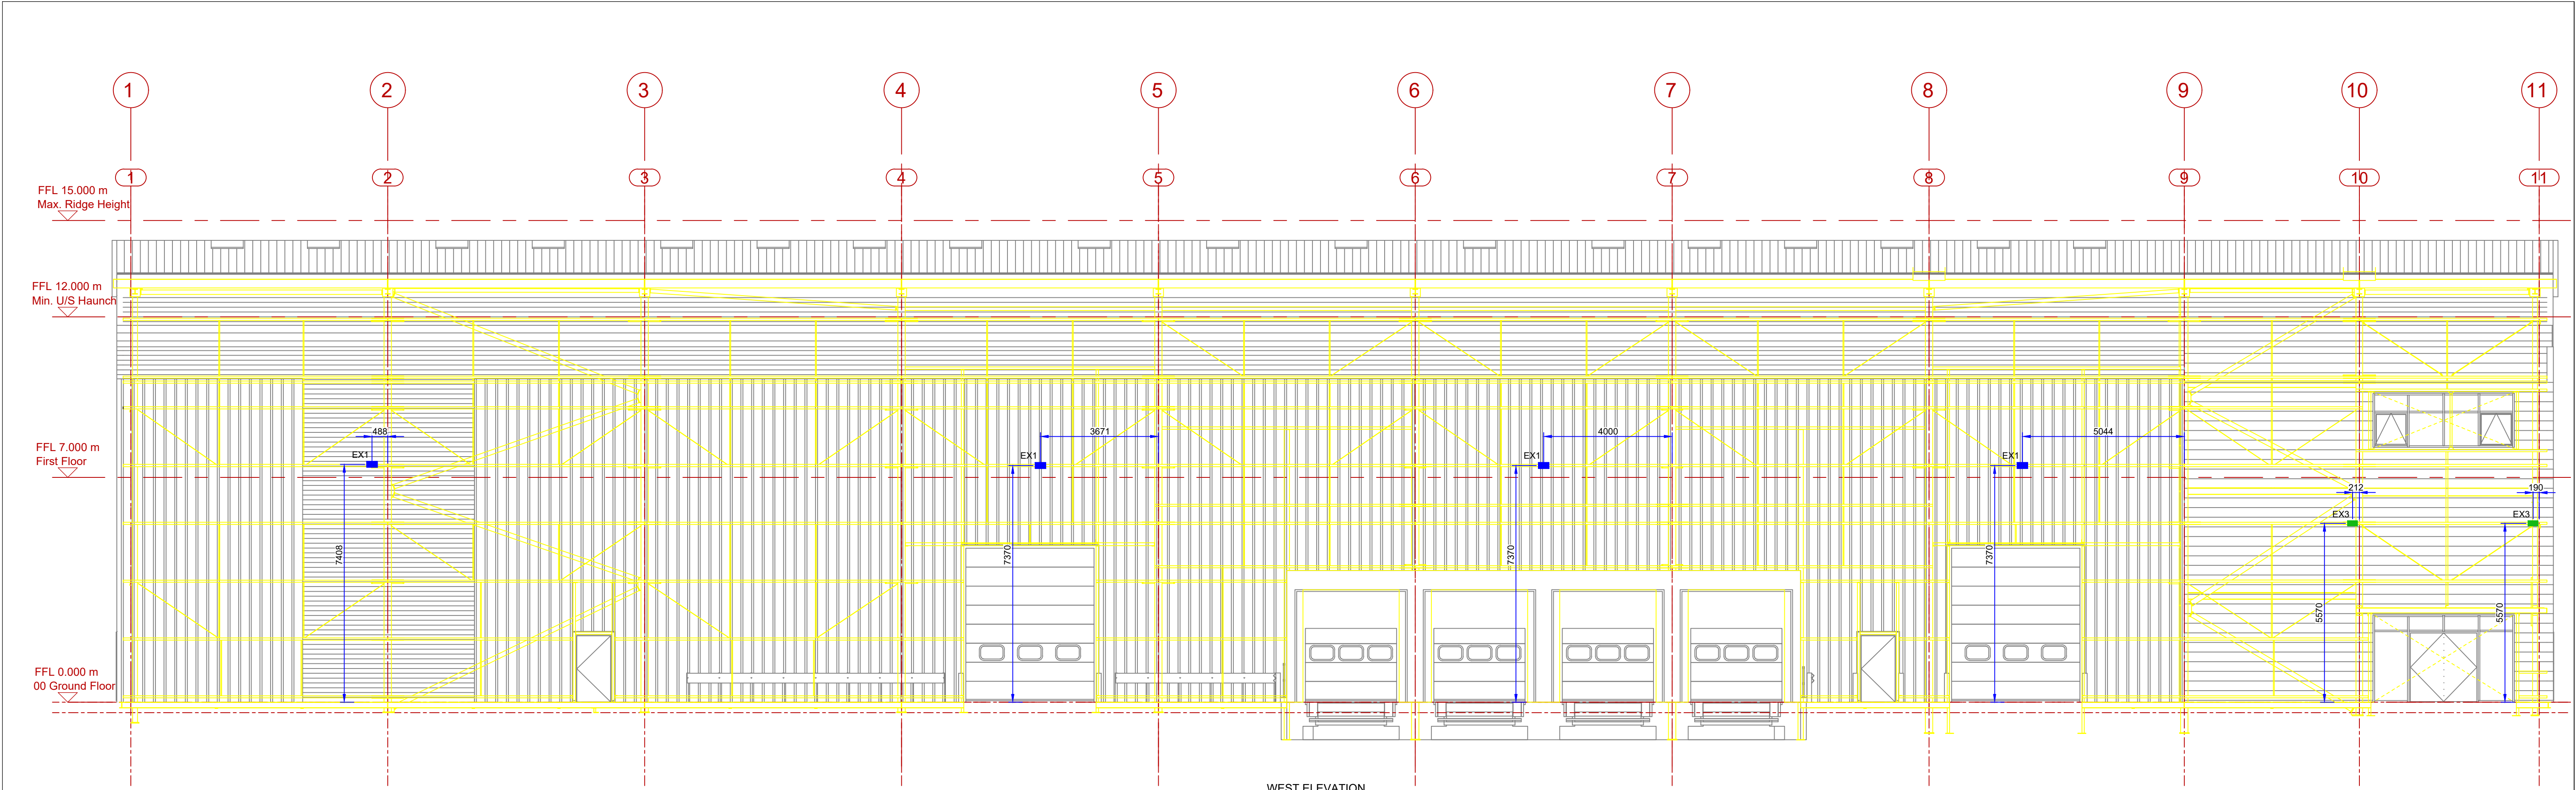 1 2 3 4 5 6 7 8 9 10 11
1 2 3 4 5 6 7 8 9 10 11
FFL 15.000 m
Max. Ridge Height
FFL 12.000 m
Min. U/S Haunch
488 3671 4000 5044
FFL 7.000 m
First Floor
EX1 EX1 EX1 EX1
212 190
EX3 EX3
7408 7370 7370 7370
5570 5570
FFL 0.000 m
00 Ground Floor
WEST ELEVATION